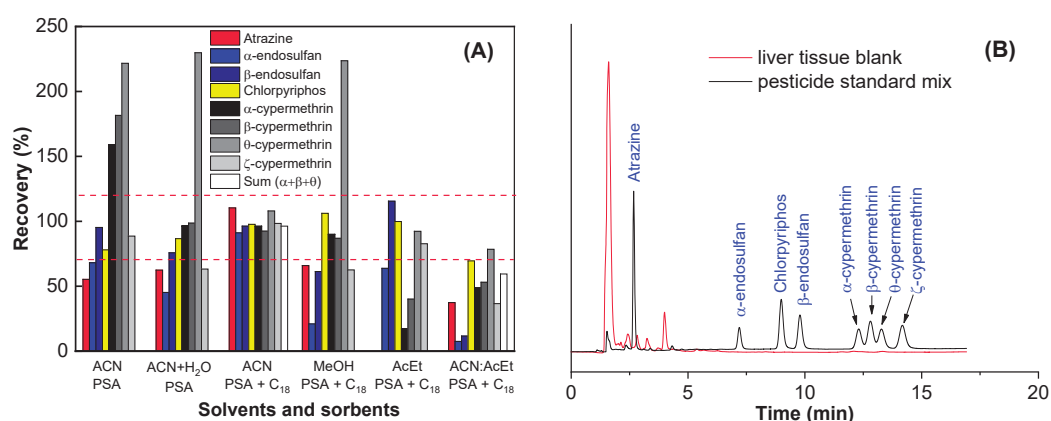 (A)
Atrazine
α-endosulfan
β-endosulfan
Chlorpyriphos
α-cypermethrin
β-cypermethrin
θ-cypermethrin
ζ-cypermethrin
Sum (α+β+θ)
250
200
150
100
50
0
Recovery (%)
ACN
PSA
ACN+H₂O
PSA
ACN
PSA + C₁₈
MeOH
PSA + C₁₈
AcEt
PSA + C₁₈
ACN:AcEt
PSA + C₁₈
Solvents and sorbents
(B)
liver tissue blank
pesticide standard mix
Atrazine
α-endosulfan
Chlorpyriphos
β-endosulfan
α-cypermethrin
β-cypermethrin
θ-cypermethrin
ζ-cypermethrin
0 5 10 15 20
Time (min)